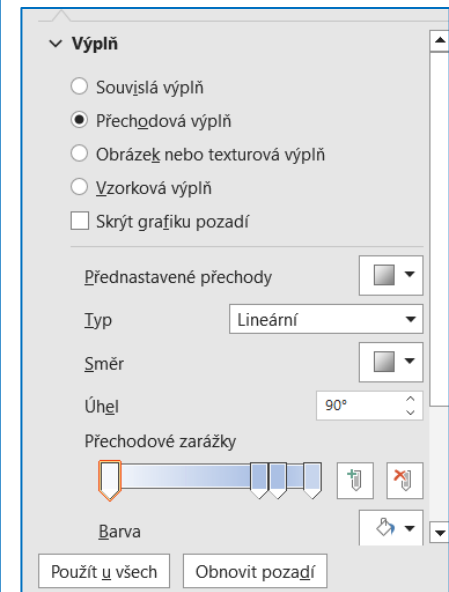 Výplň
Souvislá výplň
Přechodová výplň
Obrázek nebo texturová výplň
Vzorková výplň
Skrýt grafiku pozadí
Přednastavené přechody
Typ Lineární
Směr
Úhel 90°
Přechodové zarážky
Barva
Použít u všech Obnovit pozadí